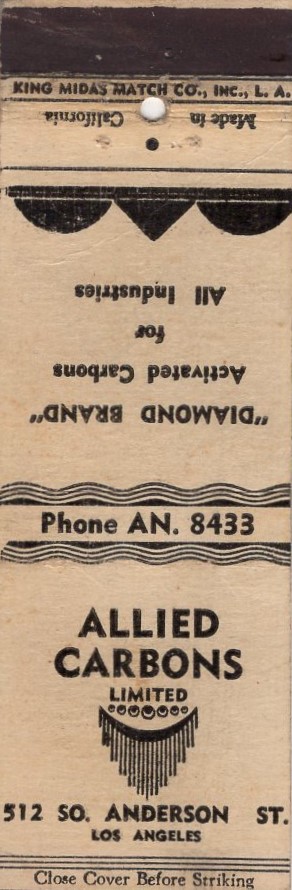 KING MIDAS MATCH CO., INC., L. A.
Made in California
"DIAMOND BRAND"
Activated Carbons
for
All Industries
Phone AN. 8433
ALLIED
CARBONS
LIMITED
512 SO. ANDERSON ST.
LOS ANGELES
Close Cover Before Striking